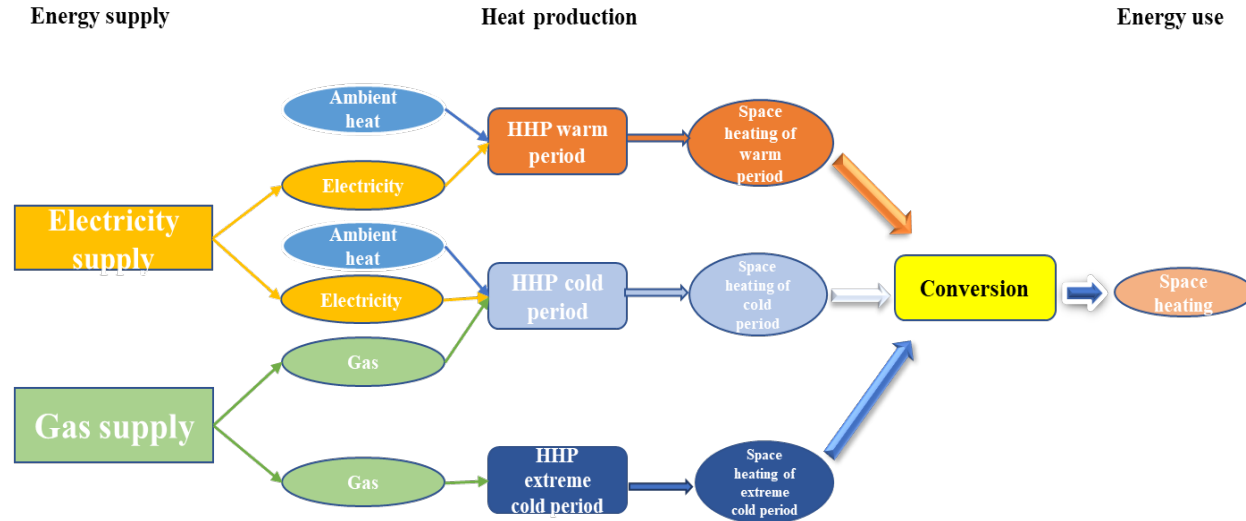 Energy supply
Heat production
Energy use
Ambient
heat
HHP warm
period
Space
heating of
warm
period
Electricity
Electricity
supply
Ambient
heat
Electricity
HHP cold
period
Space
heating of
cold
period
Conversion
Space
heating
Gas
Gas supply
Gas
HHP
extreme
cold period
Space
heating of
extreme
cold period